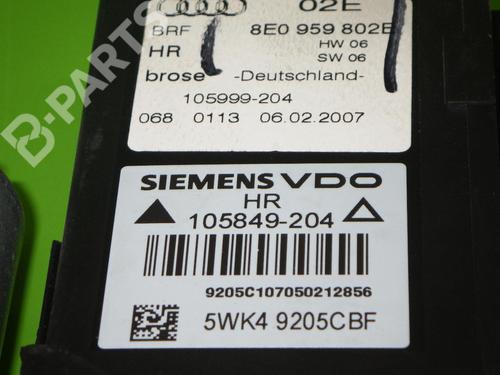 02E
BRF 8E0 959 802E
HR HW 06
SW 06
brose -Deutschland-
105999-204
068 0113 06.02.2007
SIEMENS VDO
HR
105849-204
9205C107050212856
5WK4 9205CBF
B-PARTS